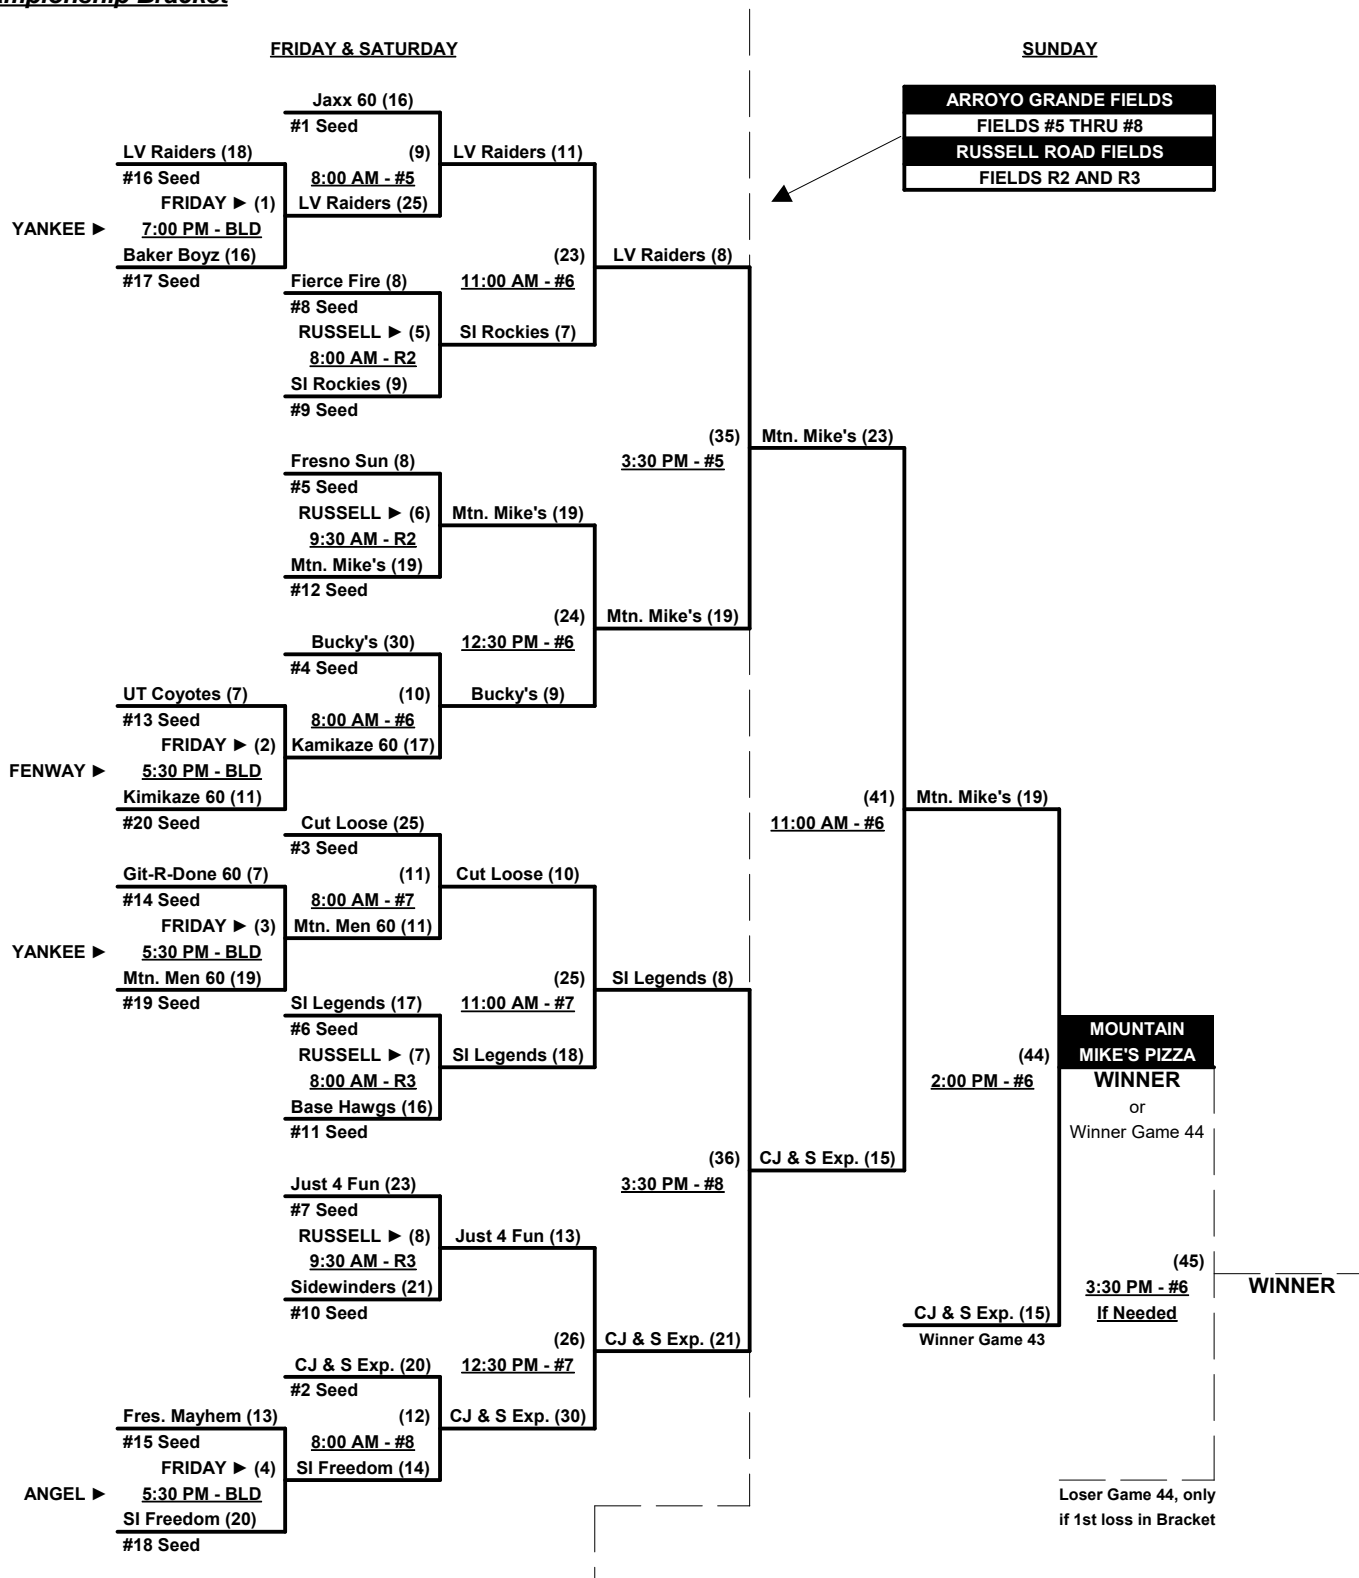 FRIDAY & SATURDAY
SUNDAY
Jaxx 60 (16)
#1 Seed
ARROYO GRANDE FIELDS
FIELDS #5 THRU #8
RUSSELL ROAD FIELDS
FIELDS R2 AND R3
LV Raiders (18)
#16 Seed
(9)
8:00 AM - #5
LV Raiders (11)
FRIDAY ► (1)
LV Raiders (25)
YANKEE ►
7:00 PM - BLD
Baker Boyz (16)
#17 Seed
(23)
11:00 AM - #6
LV Raiders (8)
Fierce Fire (8)
#8 Seed
RUSSELL ► (5)
8:00 AM - R2
SI Rockies (7)
SI Rockies (9)
#9 Seed
(35)
3:30 PM - #5
Mtn. Mike's (23)
Fresno Sun (8)
#5 Seed
RUSSELL ► (6)
9:30 AM - R2
Mtn. Mike's (19)
Mtn. Mike's (19)
#12 Seed
(24)
12:30 PM - #6
Mtn. Mike's (19)
Bucky's (30)
#4 Seed
UT Coyotes (7)
#13 Seed
(10)
8:00 AM - #6
Bucky's (9)
FRIDAY ► (2)
Kamikaze 60 (17)
FENWAY ►
5:30 PM - BLD
Kimikaze 60 (11)
#20 Seed
(41)
11:00 AM - #6
Mtn. Mike's (19)
Cut Loose (25)
#3 Seed
Git-R-Done 60 (7)
#14 Seed
(11)
8:00 AM - #7
Cut Loose (10)
FRIDAY ► (3)
Mtn. Men 60 (11)
YANKEE ►
5:30 PM - BLD
Mtn. Men 60 (19)
#19 Seed
(25)
11:00 AM - #7
SI Legends (8)
SI Legends (17)
#6 Seed
RUSSELL ► (7)
8:00 AM - R3
SI Legends (18)
Base Hawgs (16)
#11 Seed
(44)
2:00 PM - #6
MOUNTAIN
MIKE'S PIZZA
WINNER
or
Winner Game 44
(36)
3:30 PM - #8
CJ & S Exp. (15)
Just 4 Fun (23)
#7 Seed
RUSSELL ► (8)
9:30 AM - R3
Just 4 Fun (13)
Sidewinders (21)
#10 Seed
(45)
3:30 PM - #6
If Needed
WINNER
CJ & S Exp. (15)
Winner Game 43
(26)
12:30 PM - #7
CJ & S Exp. (21)
CJ & S Exp. (20)
#2 Seed
Fres. Mayhem (13)
#15 Seed
(12)
8:00 AM - #8
CJ & S Exp. (30)
FRIDAY ► (4)
SI Freedom (14)
ANGEL ►
5:30 PM - BLD
SI Freedom (20)
#18 Seed
Loser Game 44, only
if 1st loss in Bracket